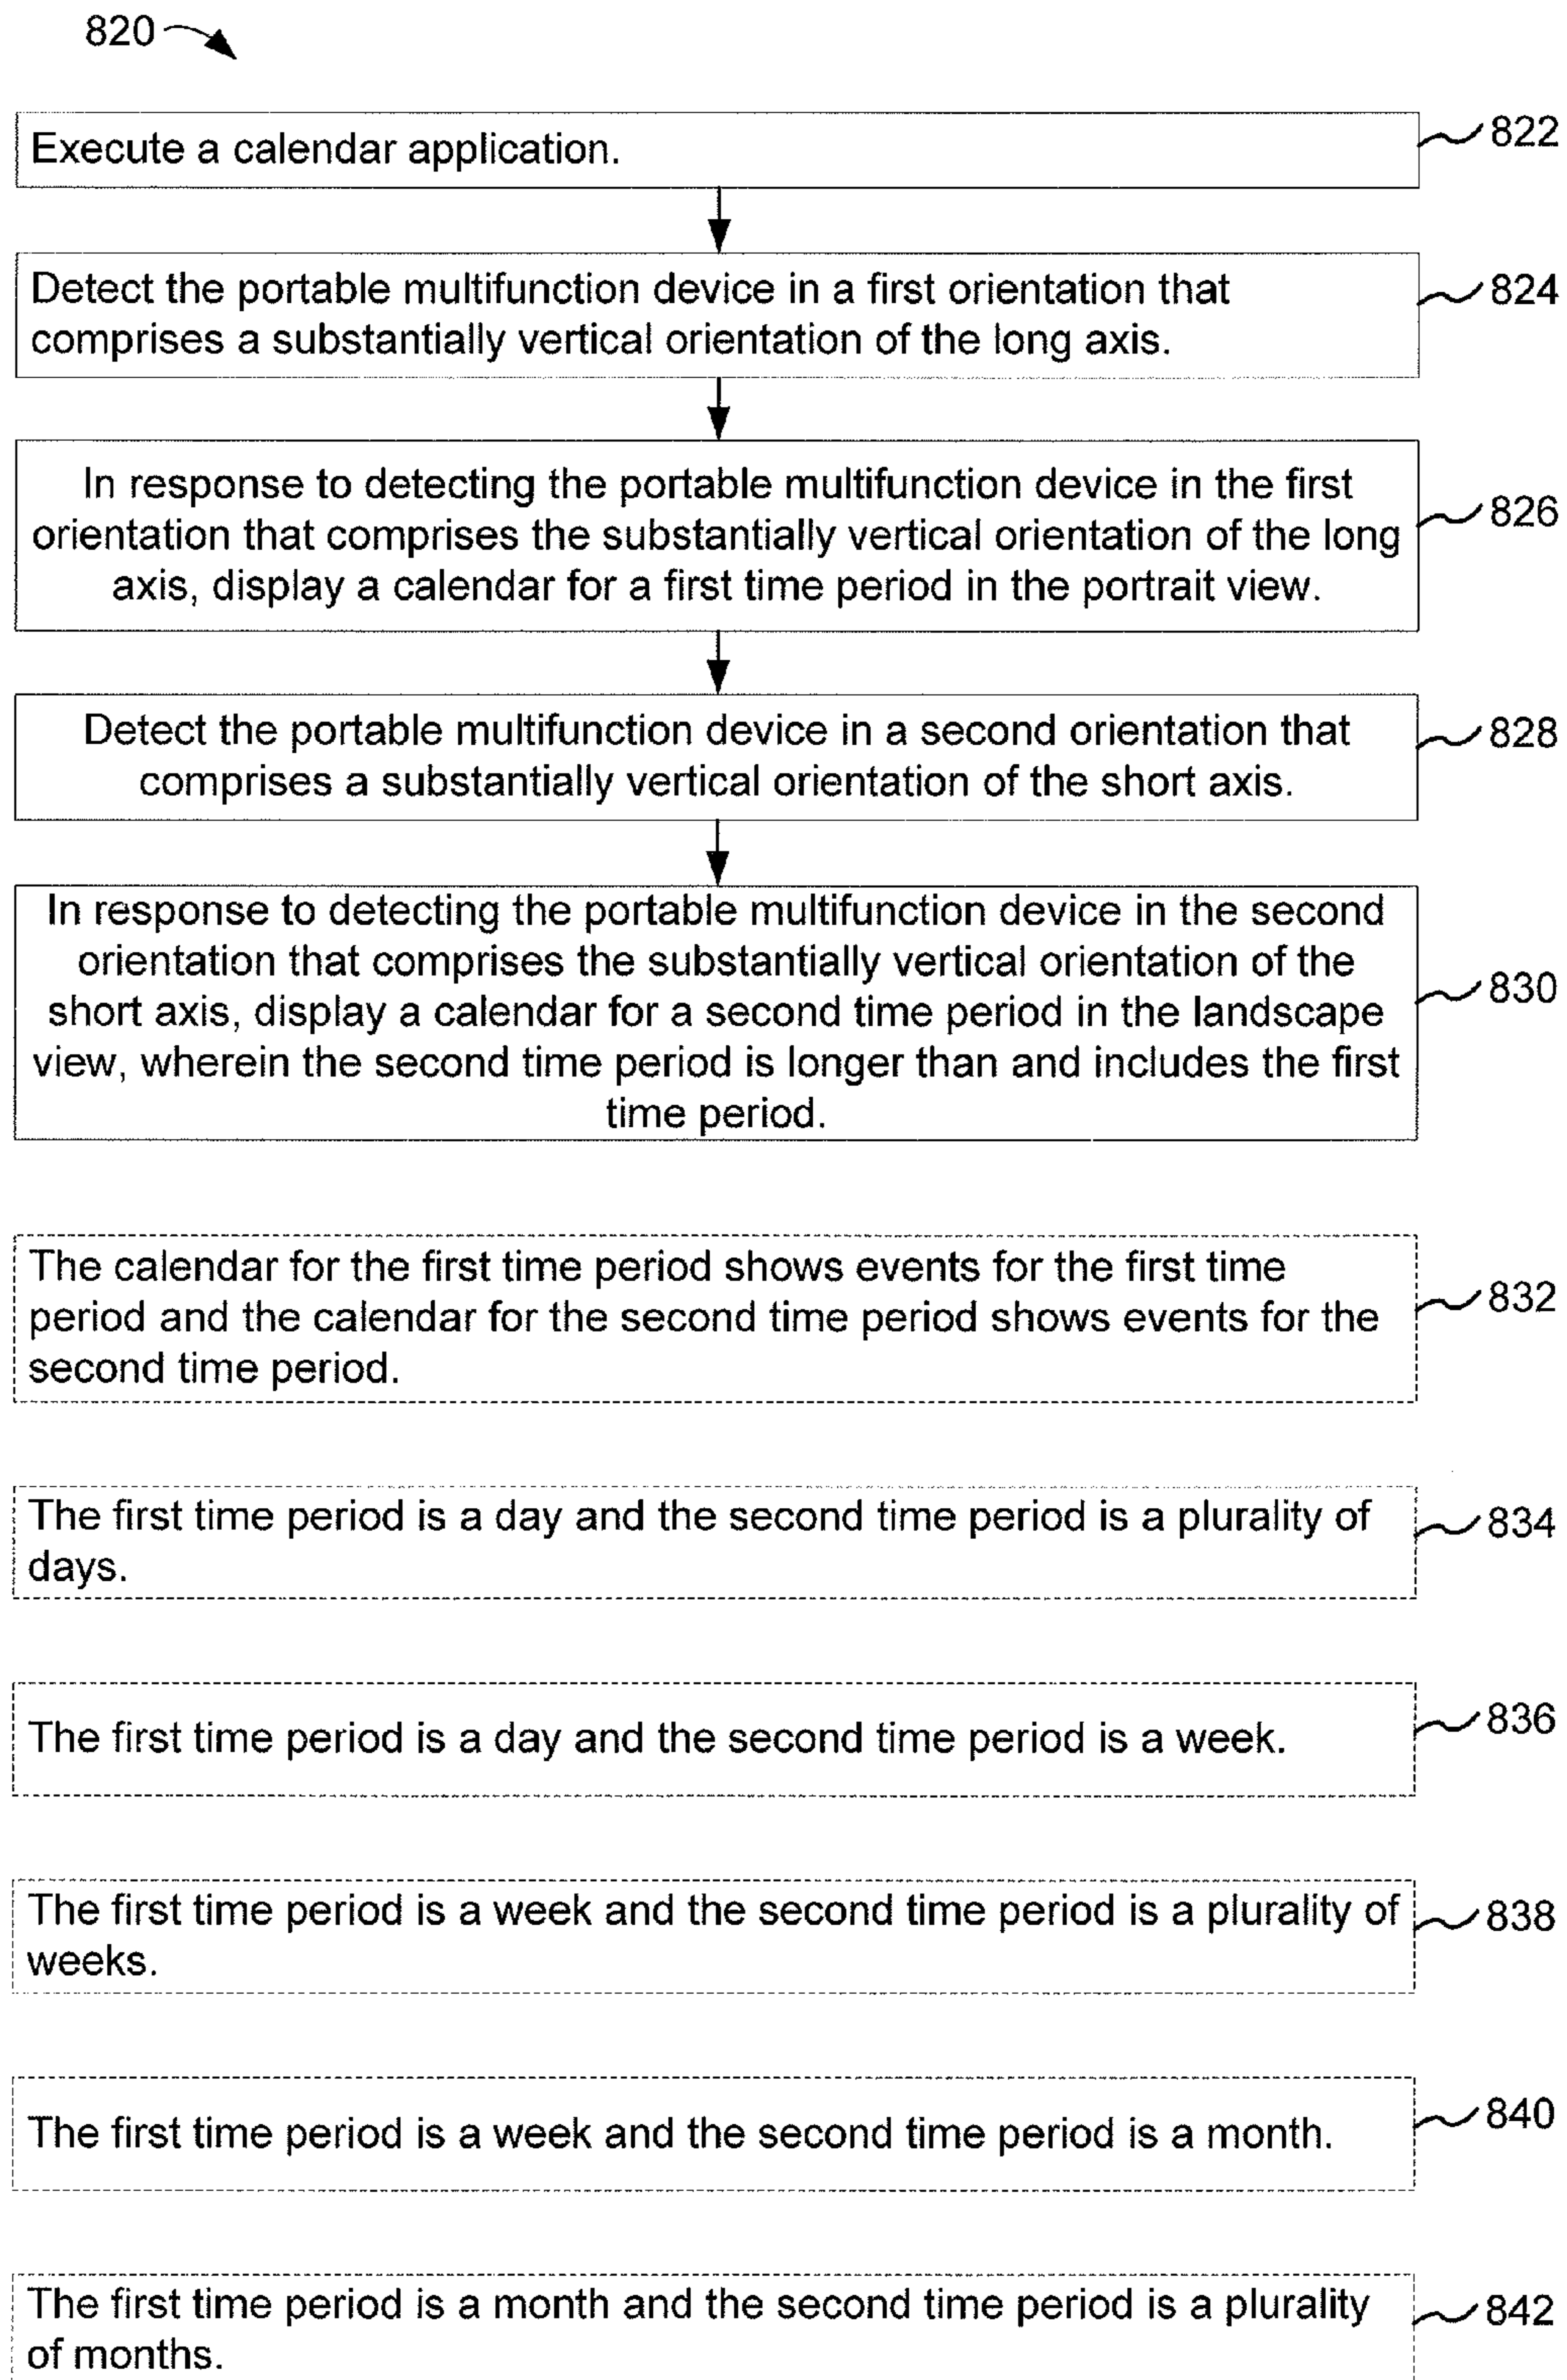 820
Execute a calendar application.
822
Detect the portable multifunction device in a first orientation that
comprises a substantially vertical orientation of the long axis.
824
In response to detecting the portable multifunction device in the first
orientation that comprises the substantially vertical orientation of the long
axis, display a calendar for a first time period in the portrait view.
826
Detect the portable multifunction device in a second orientation that
comprises a substantially vertical orientation of the short axis.
828
In response to detecting the portable multifunction device in the second
orientation that comprises the substantially vertical orientation of the
short axis, display a calendar for a second time period in the landscape
view, wherein the second time period is longer than and includes the first
time period.
830
The calendar for the first time period shows events for the first time
period and the calendar for the second time period shows events for the
second time period.
832
The first time period is a day and the second time period is a plurality of
days.
834
The first time period is a day and the second time period is a week.
836
The first time period is a week and the second time period is a plurality of
weeks.
838
The first time period is a week and the second time period is a month.
840
The first time period is a month and the second time period is a plurality
of months.
842